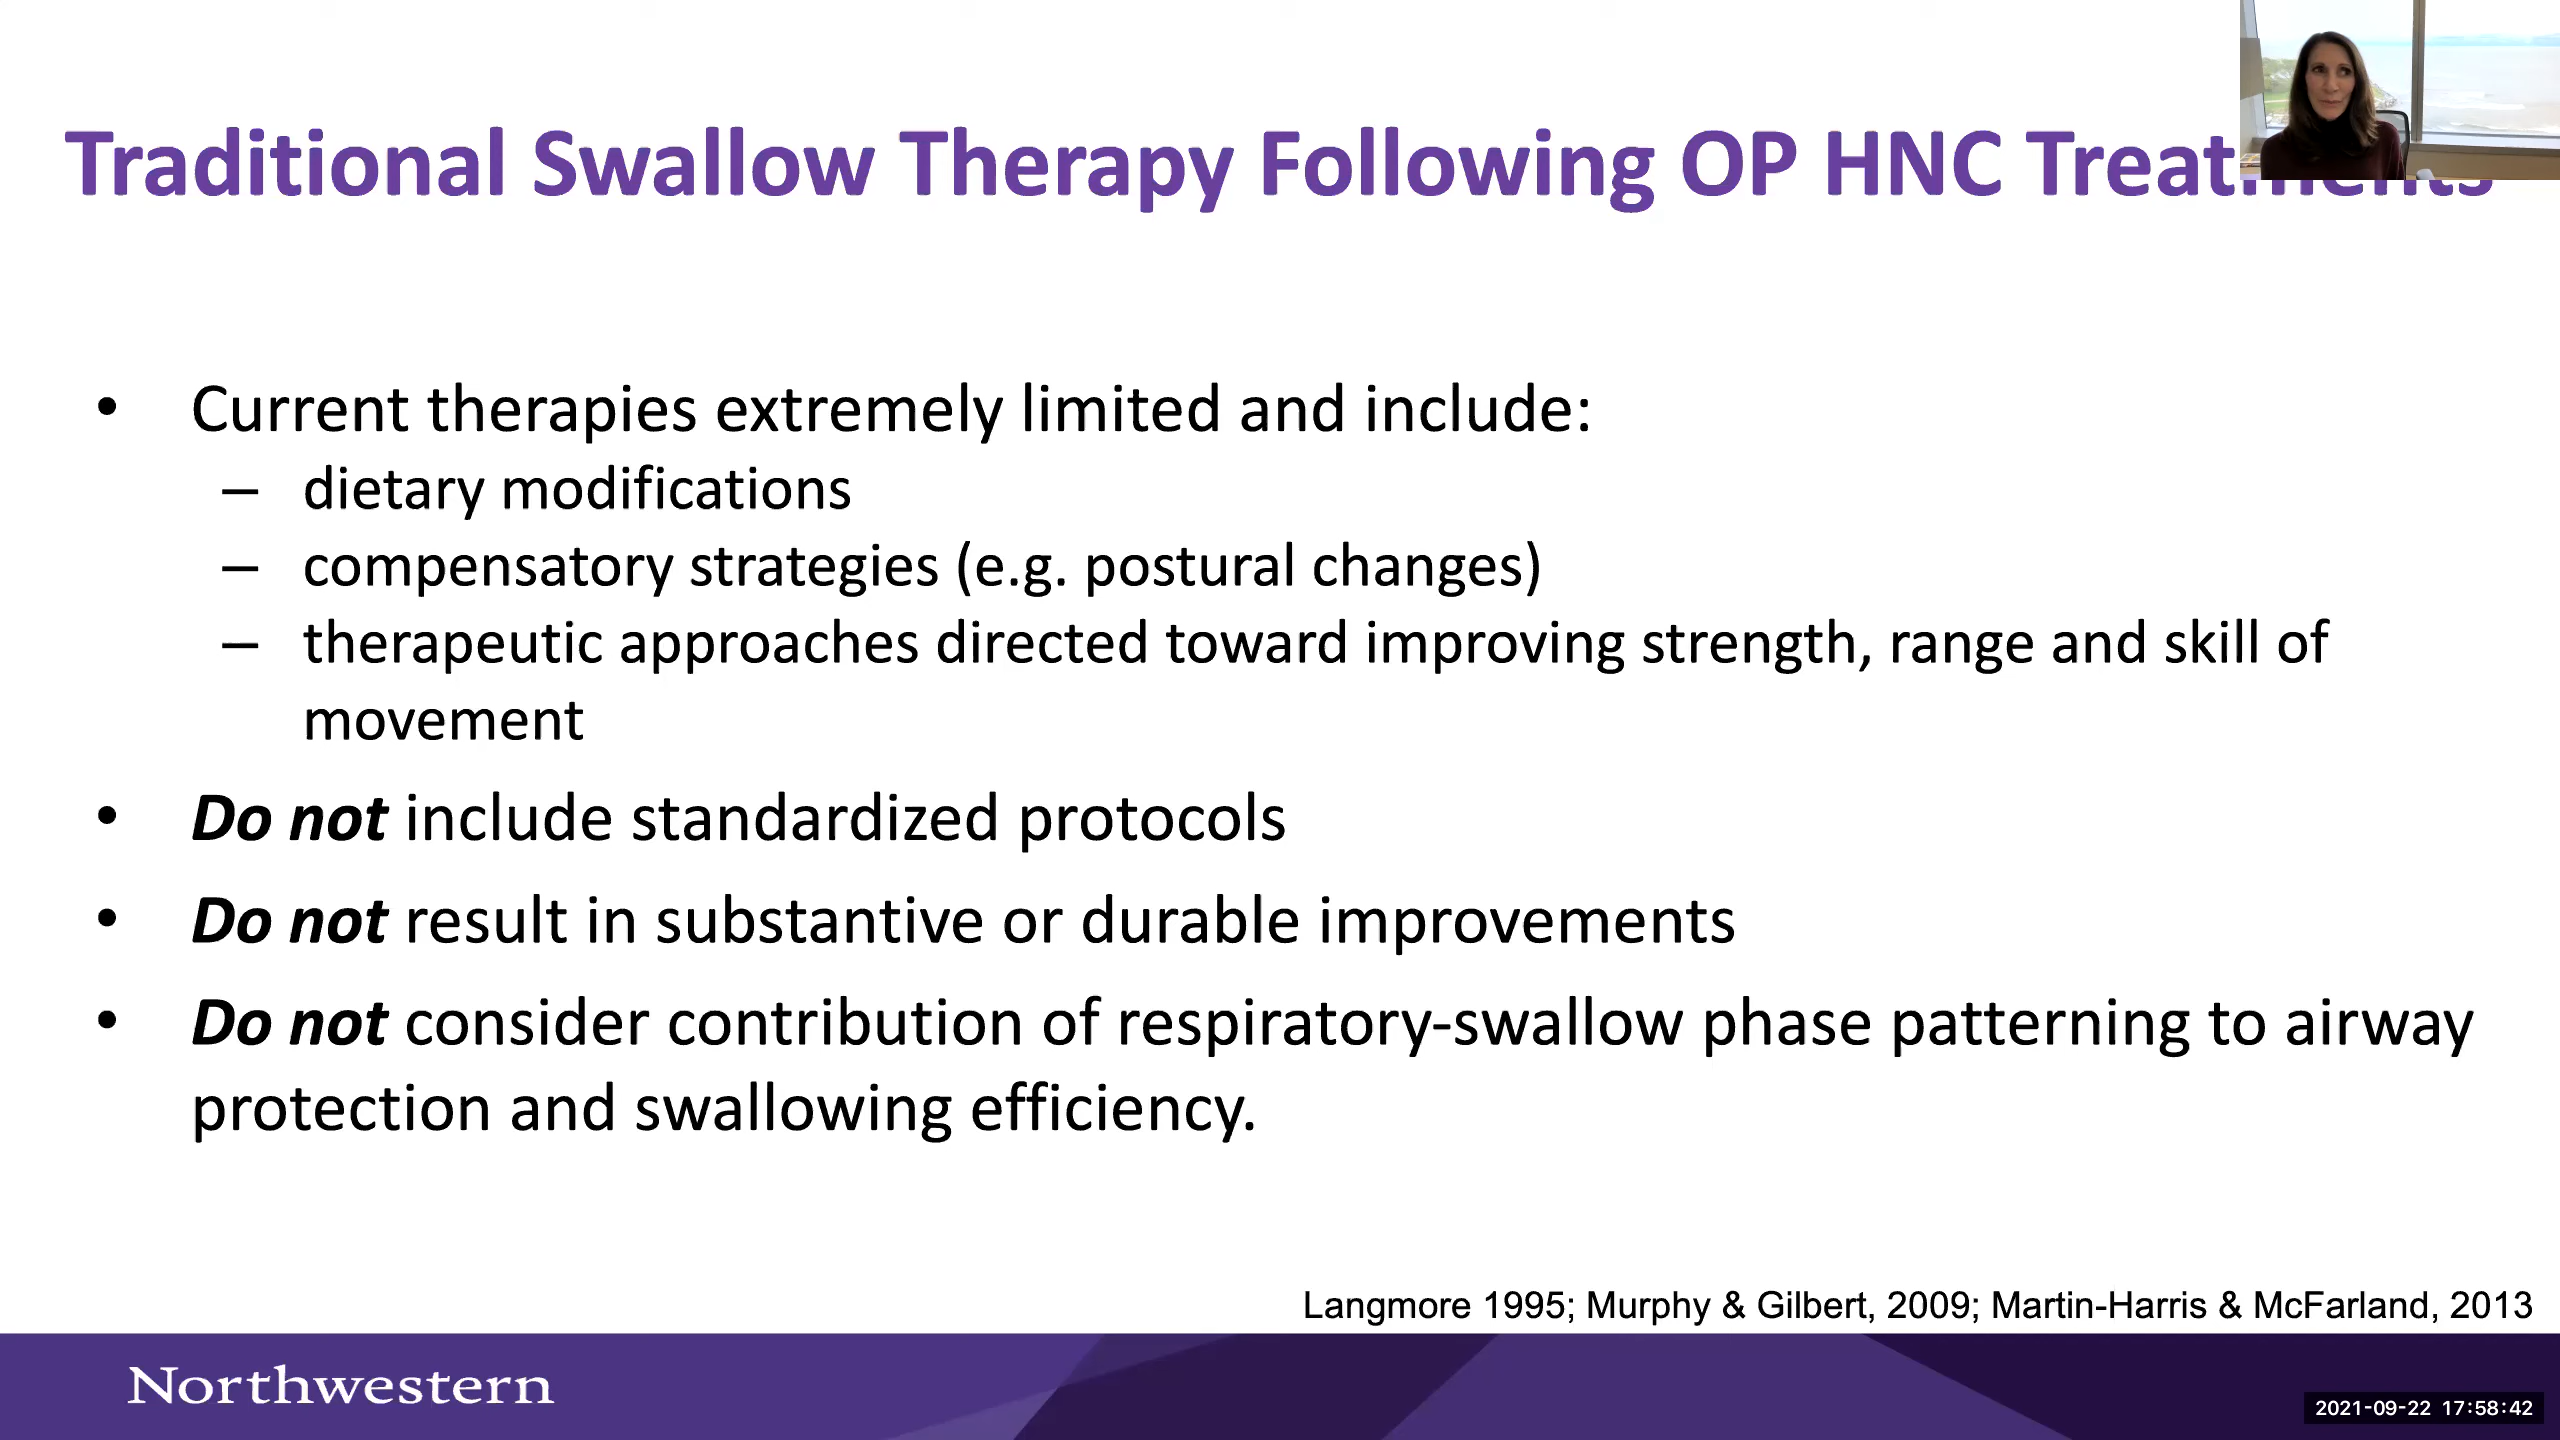 Traditional Swallow Therapy Following OP HNC Treatments
• Current therapies extremely limited and include:
– dietary modifications
– compensatory strategies (e.g. postural changes)
– therapeutic approaches directed toward improving strength, range and skill of
movement
• Do not include standardized protocols
• Do not result in substantive or durable improvements
• Do not consider contribution of respiratory-swallow phase patterning to airway
protection and swallowing efficiency.
Langmore 1995; Murphy & Gilbert, 2009; Martin-Harris & McFarland, 2013
Northwestern
2021-09-22 17:58:42